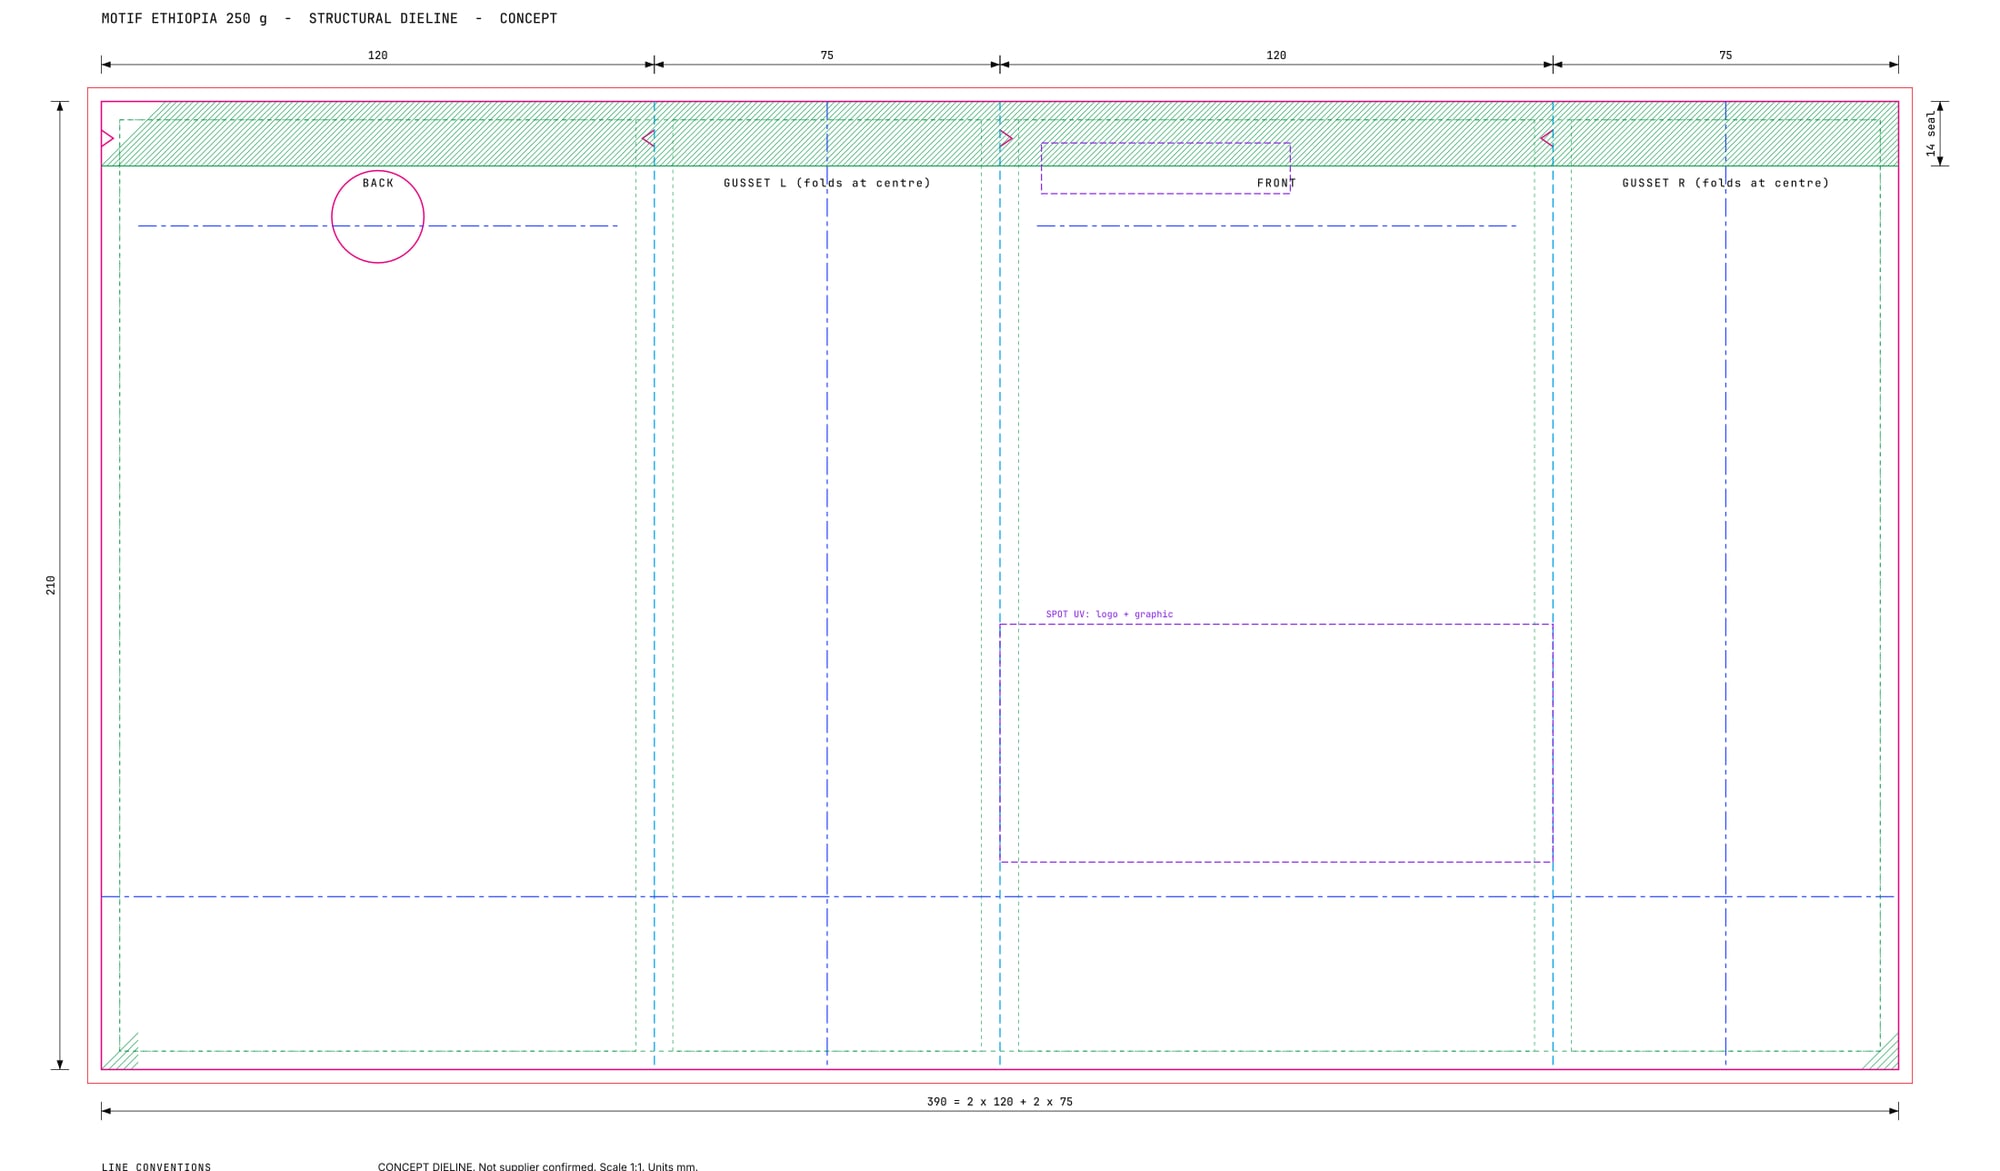 MOTIF ETHIOPIA 250 g - STRUCTURAL DIELINE - CONCEPT
120
75
120
75
14 seal
BACK
GUSSET L (folds at centre)
FRONT
GUSSET R (folds at centre)
210
SPOT UV: logo + graphic
390 = 2 x 120 + 2 x 75
LINE CONVENTIONS
CONCEPT DIELINE. Not supplier confirmed. Scale 1:1. Units mm.